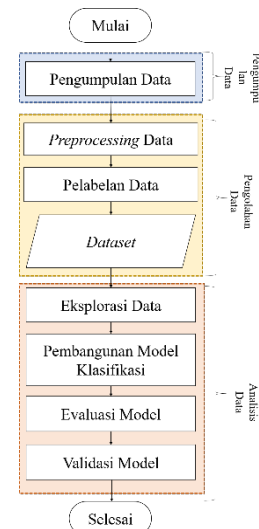 Mulai
Pengumpulan Data
Pengumpu
lan
Data
Preprocessing Data
Pelabelan Data
Dataset
Pengolahan
Data
Eksplorasi Data
Pembangunan Model
Klasifikasi
Evaluasi Model
Validasi Model
Analisis
Data
Selesai